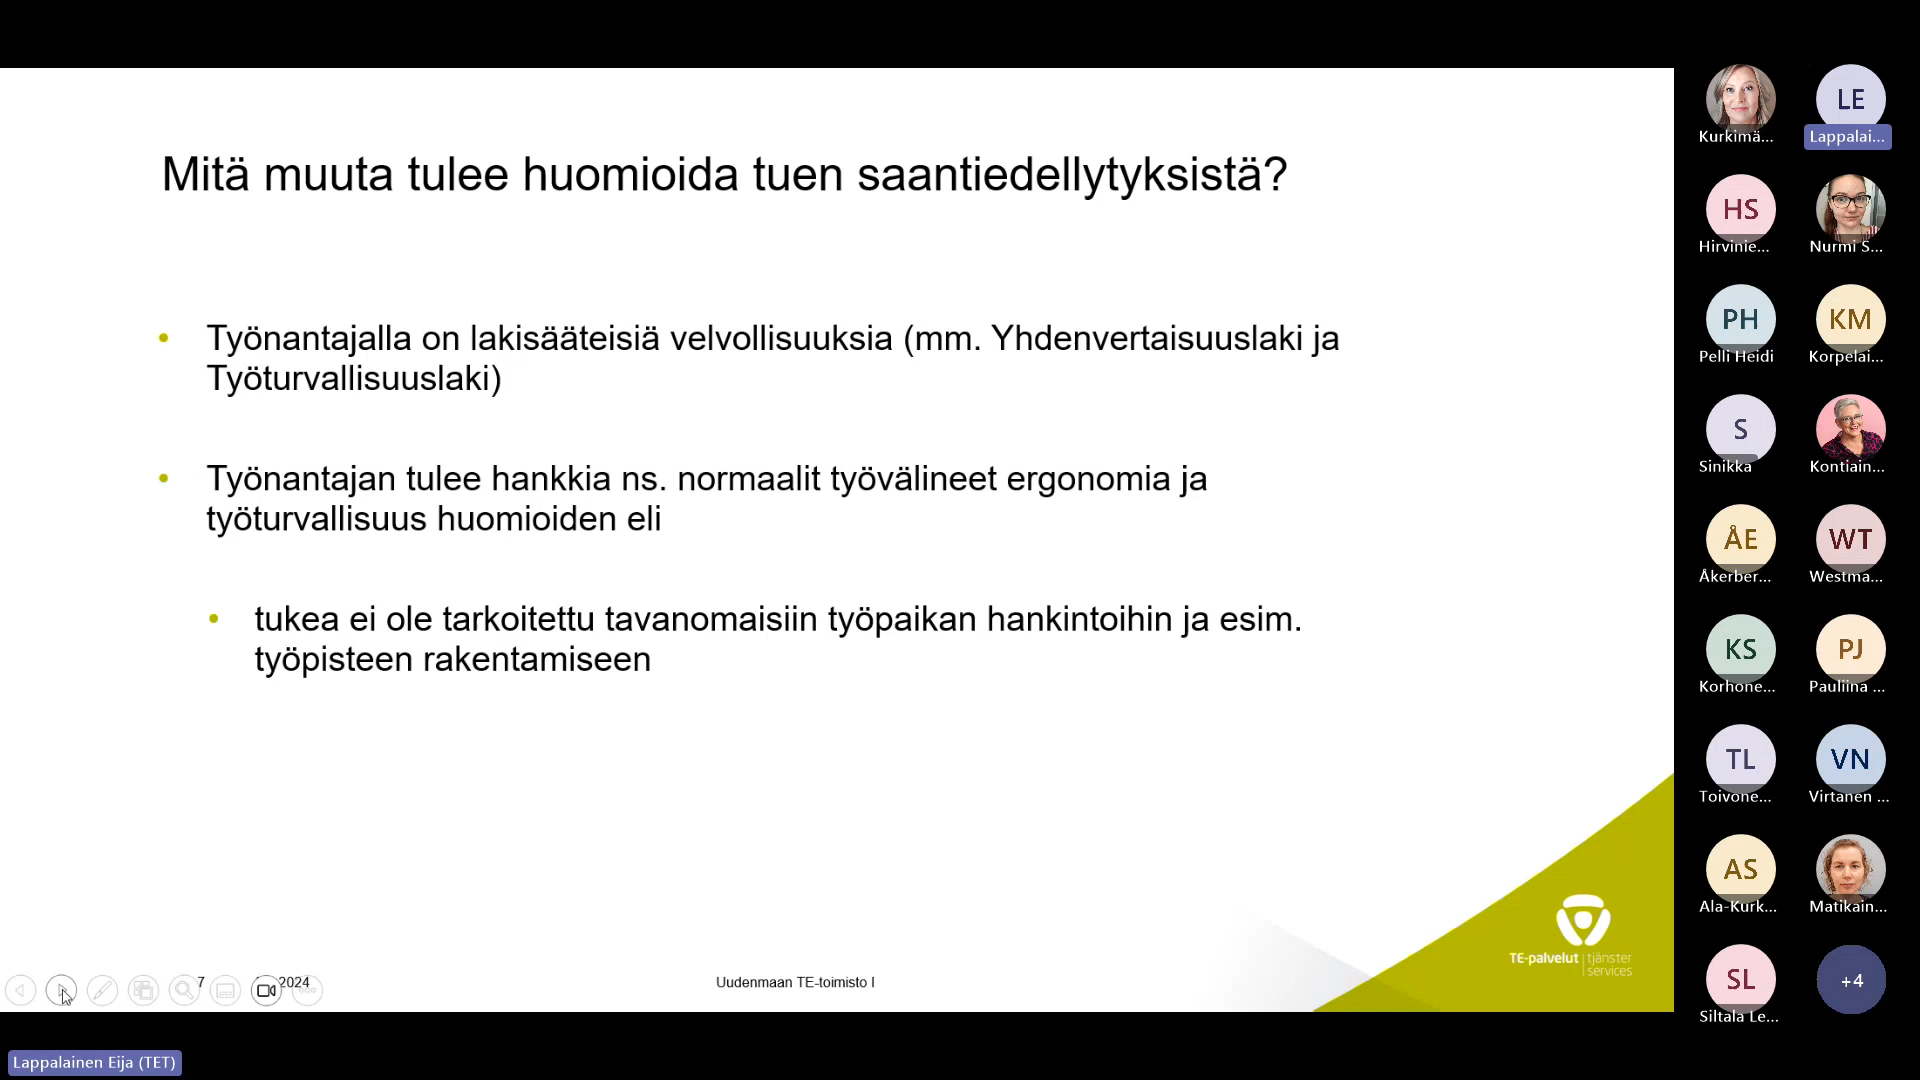 Mitä muuta tulee huomioida tuen saantiedellytyksistä?
Työnantajalla on lakisääteisiä velvollisuuksia (mm. Yhdenvertaisuuslaki ja
Työturvallisuuslaki)
Työnantajan tulee hankkia ns. normaalit työvälineet ergonomia ja
työturvallisuus huomioiden eli
tukea ei ole tarkoitettu tavanomaisiin työpaikan hankintoihin ja esim.
työpisteen rakentamiseen
7
2024
Uudenmaan TE-toimisto I
TE-palvelut tjänster
services
Lappalainen Eija (TET)
Kurkimä...
LE
Lappalai...
HS
Hirvinie...
Nurmi S...
PH
Pelli Heidi
KM
Korpelai...
S
Sinikka
Kontiain...
ÅE
Åkerber...
WT
Westma...
KS
Korhone...
PJ
Pauliina ...
TL
Toivone...
VN
Virtanen ...
AS
Ala-Kurk...
Matikain...
SL
Siltala Le...
+4